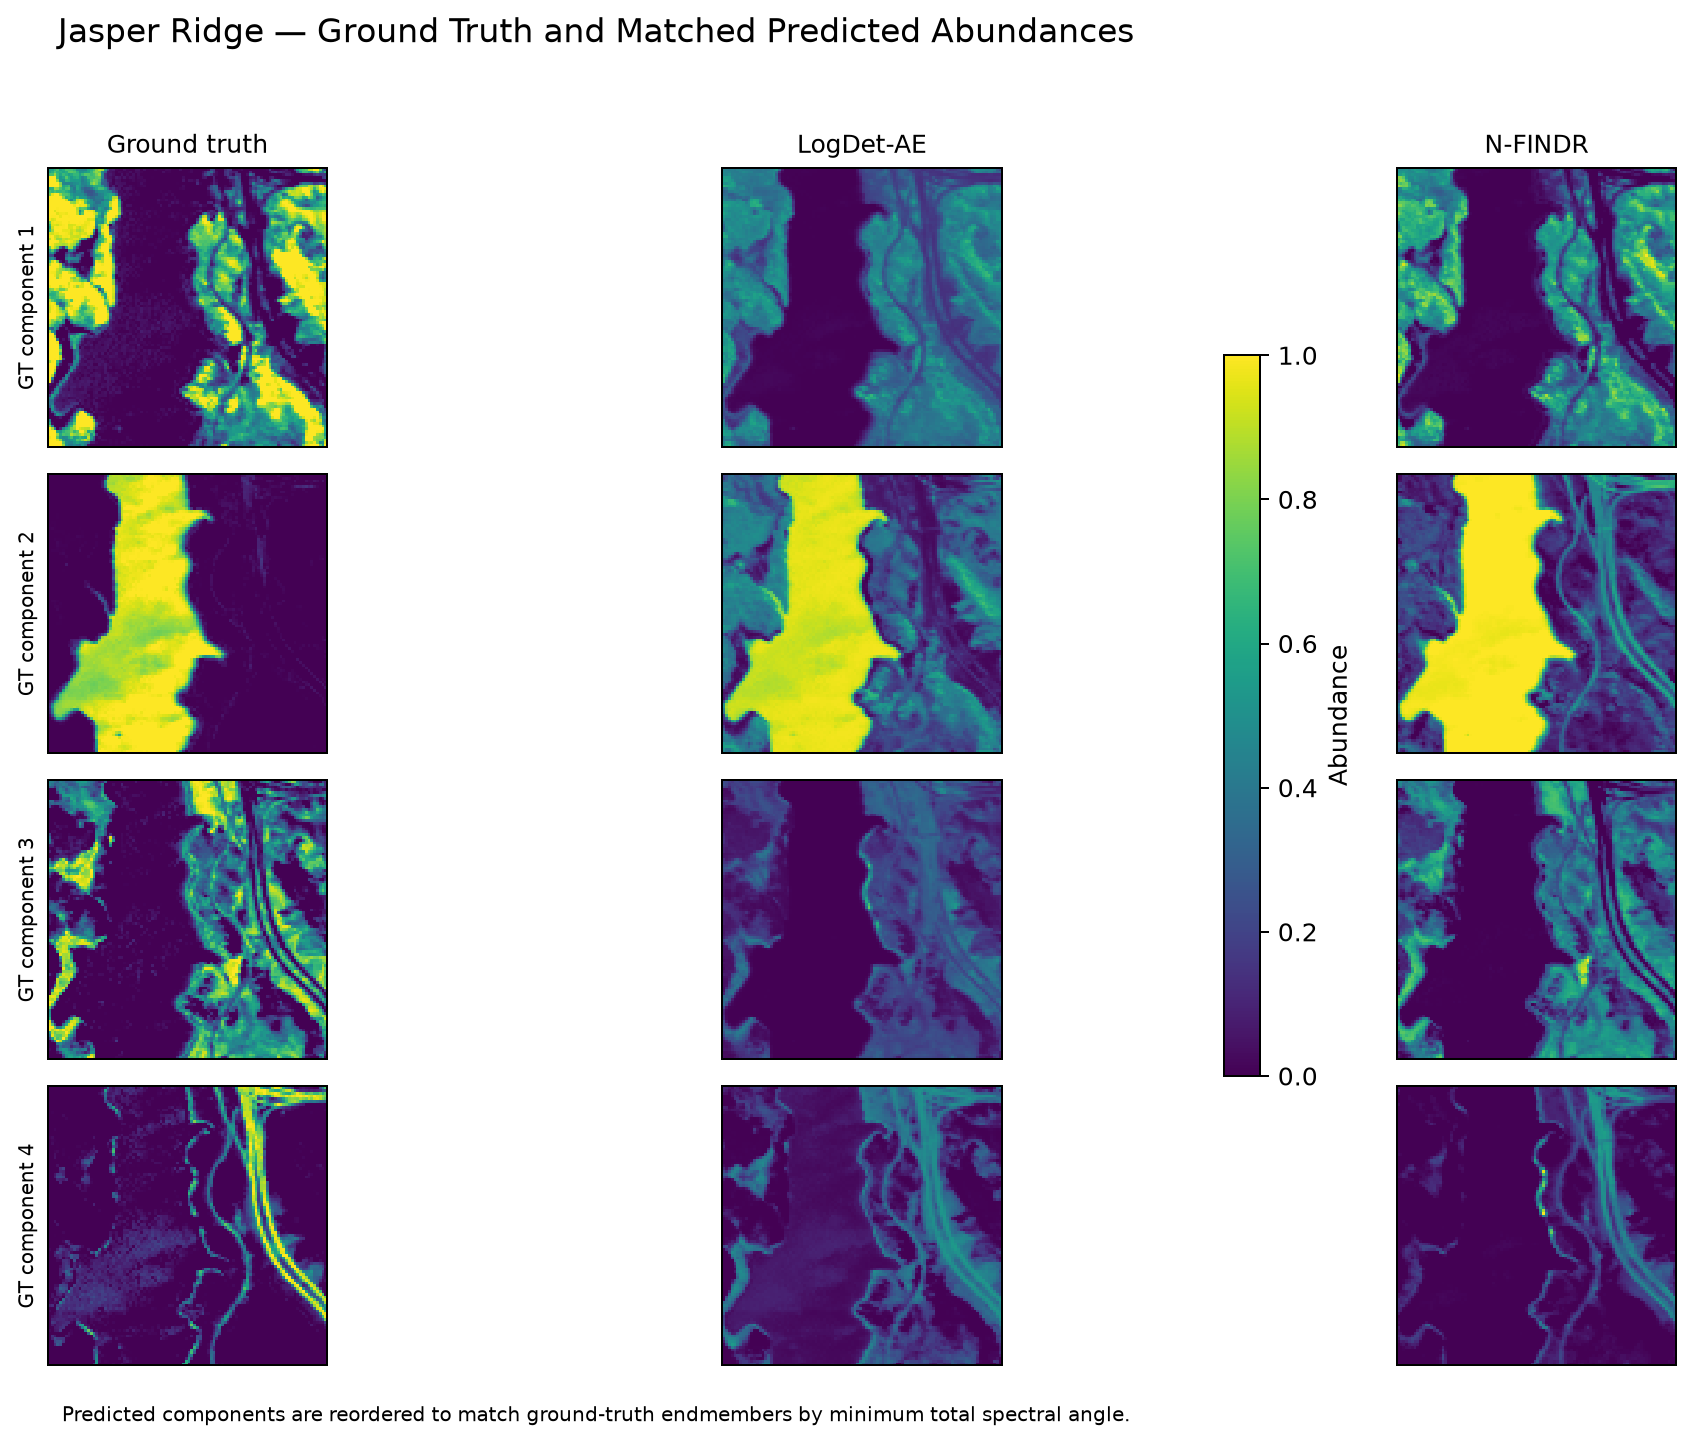 Jasper Ridge — Ground Truth and Matched Predicted Abundances
Ground truth
LogDet-AE
N-FINDR
GT component 1
GT component 2
GT component 3
GT component 4
1.0
0.8
0.6
0.4
0.2
0.0
Abundance
Predicted components are reordered to match ground-truth endmembers by minimum total spectral angle.